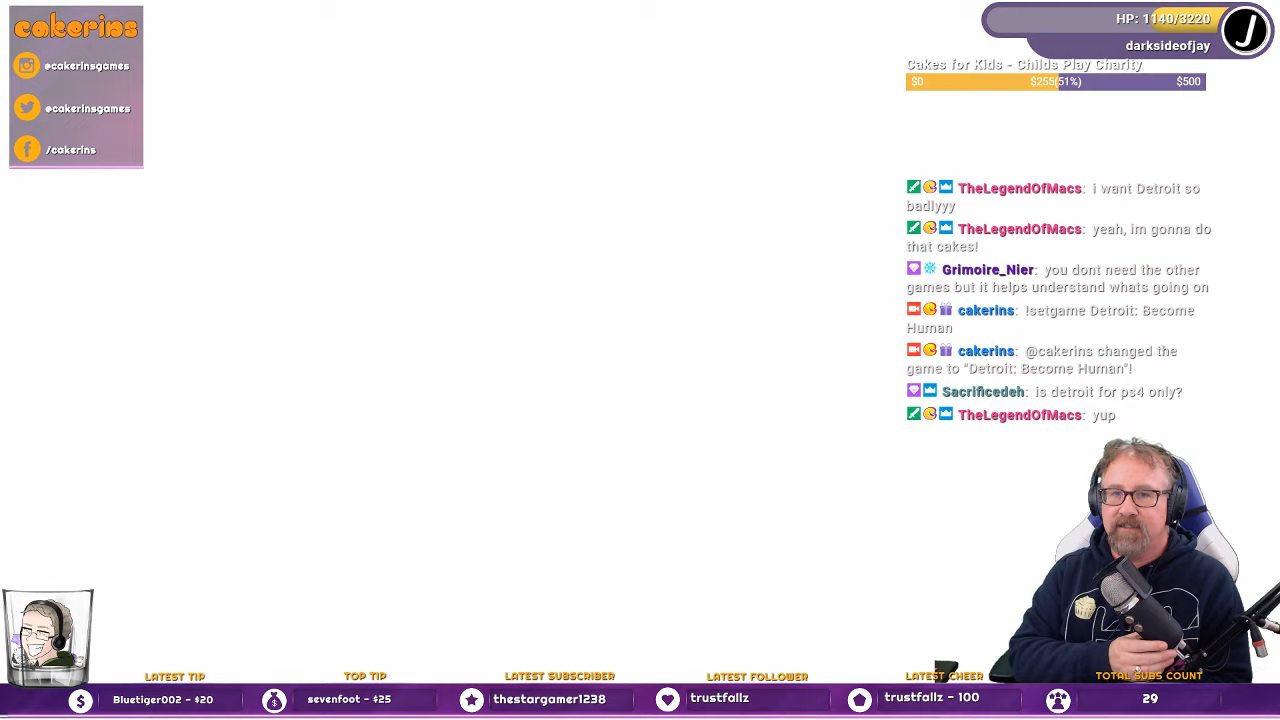 cakerins
@cakerinsgames
@cakerinsgames
/cakerins
HP: 1140/3220
J
darksideofjay
Cakes for Kids - Childs Play Charity
$0 $255(51%) $500
TheLegendOfMacs: i want Detroit so
badlyyy
TheLegendOfMacs: yeah, im gonna do
that cakes!
Grimoire_Nier: you dont need the other
games but it helps understand whats going on
cakerins: !setgame Detroit: Become
Human
cakerins: @cakerins changed the
game to "Detroit: Become Human"!
Sacrificedeh: is detroit for ps4 only?
TheLegendOfMacs: yup
LATEST TIP
Bluetiger002 - $20
TOP TIP
sevenfoot - $25
LATEST SUBSCRIBER
thestargamer1238
LATEST FOLLOWER
trustfallz
LATEST CHEER
trustfallz - 100
TOTAL SUBS COUNT
29